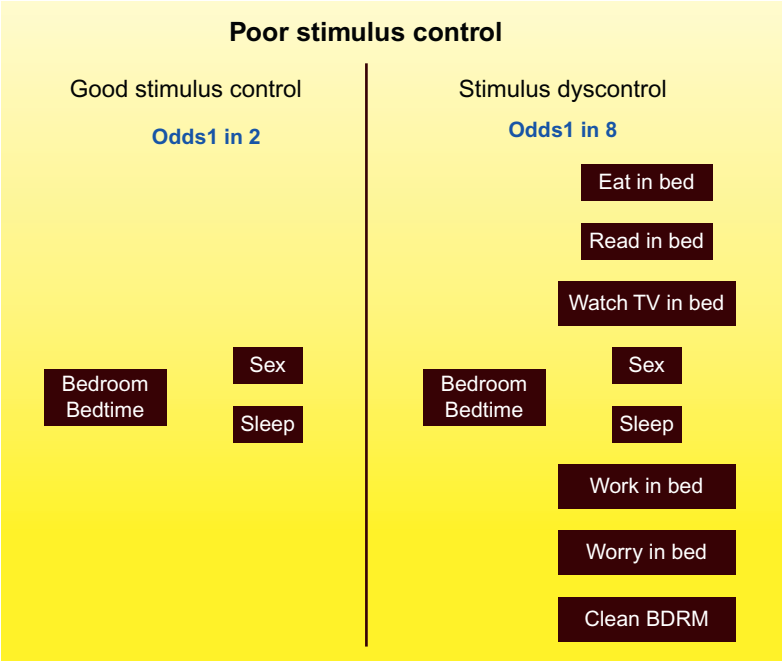 Poor stimulus control
Good stimulus control
Odds1 in 2
Bedroom
Bedtime
Sex
Sleep
Stimulus dyscontrol
Odds1 in 8
Eat in bed
Read in bed
Watch TV in bed
Bedroom
Bedtime
Sex
Sleep
Work in bed
Worry in bed
Clean BDRM